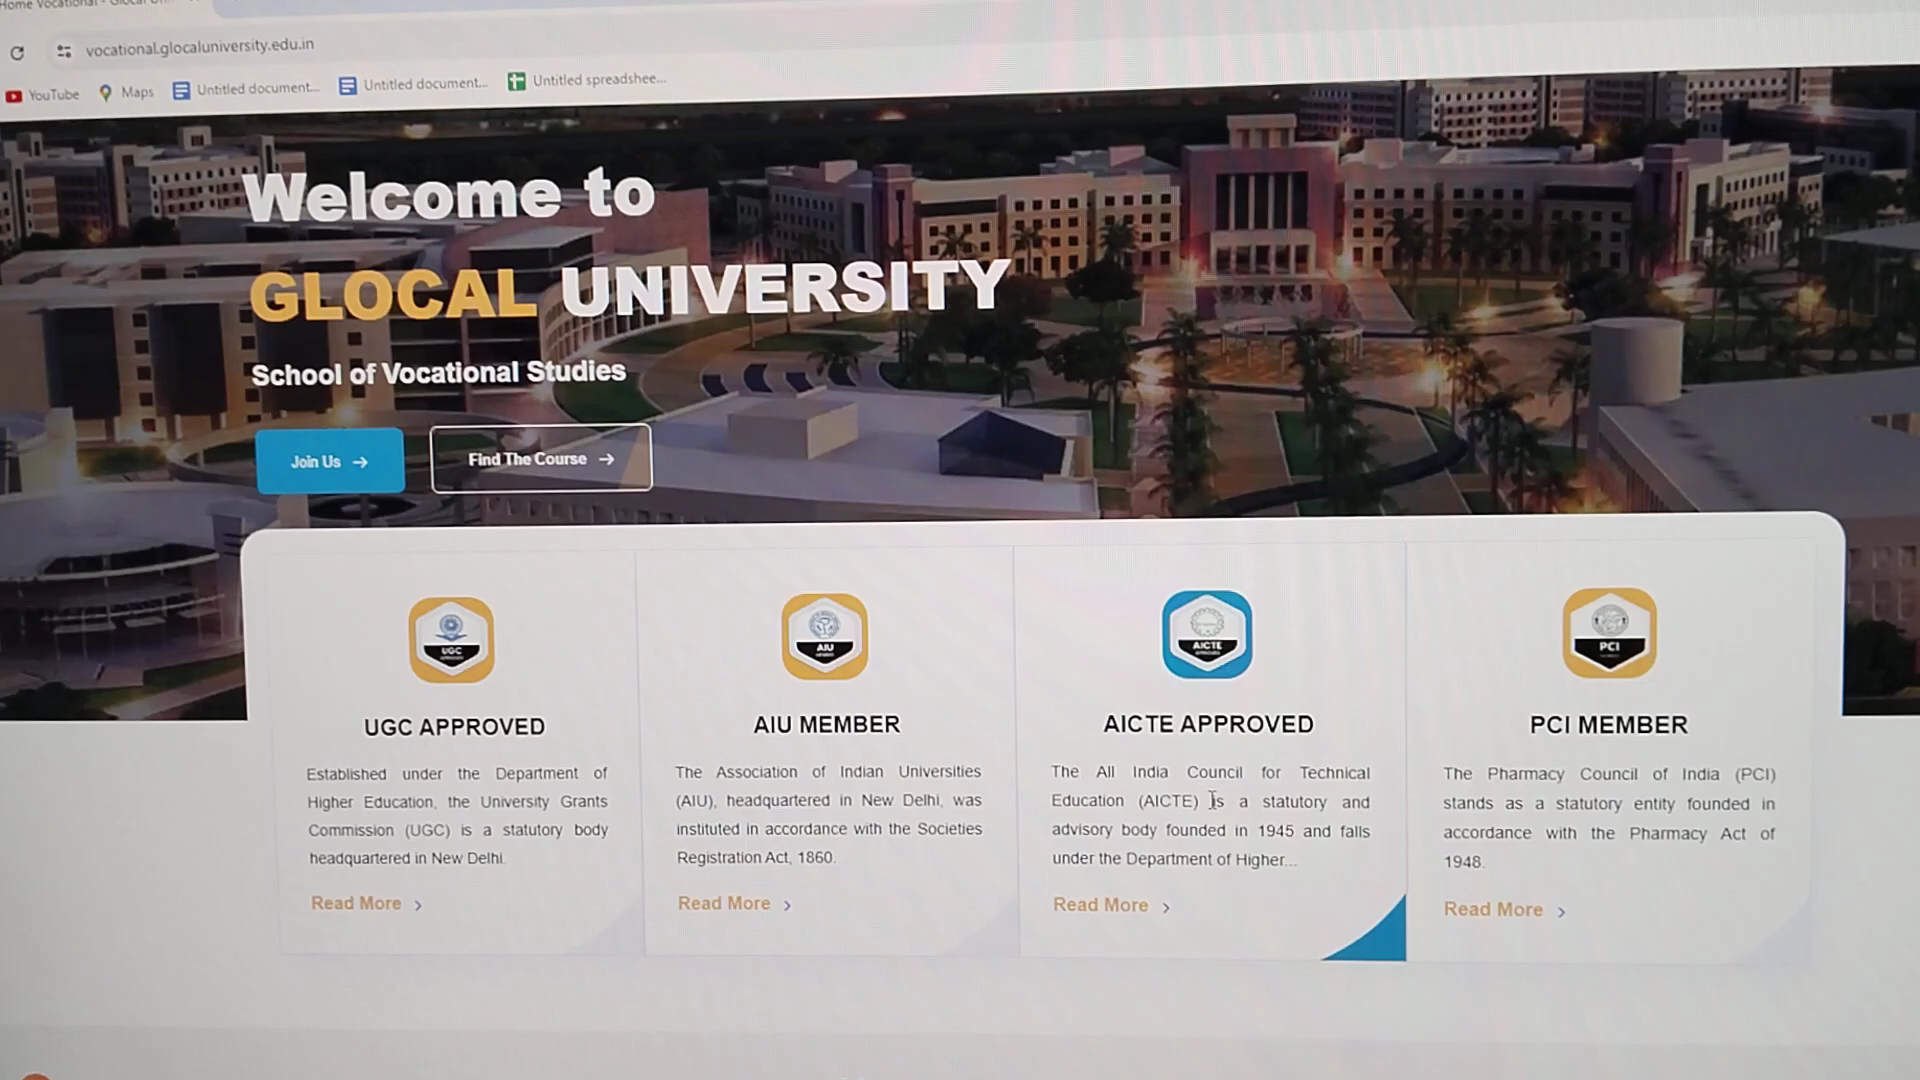 Home Vocational - Glocal Un
vocational.glocaluniversity.edu.in
YouTube Maps Untitled document... Untitled document... Untitled spreadshee...
Welcome to
GLOCAL UNIVERSITY
School of Vocational Studies
Join Us → Find The Course →
UGC
AIU
AICTE
PCI
UGC APPROVED
Established under the Department of
Higher Education, the University Grants
Commission (UGC) is a statutory body
headquartered in New Delhi.
Read More >
AIU MEMBER
The Association of Indian Universities
(AIU), headquartered in New Delhi, was
instituted in accordance with the Societies
Registration Act, 1860.
Read More >
AICTE APPROVED
The All India Council for Technical
Education (AICTE) is a statutory and
advisory body founded in 1945 and falls
under the Department of Higher...
Read More >
PCI MEMBER
The Pharmacy Council of India (PCI)
stands as a statutory entity founded in
accordance with the Pharmacy Act of
1948.
Read More >